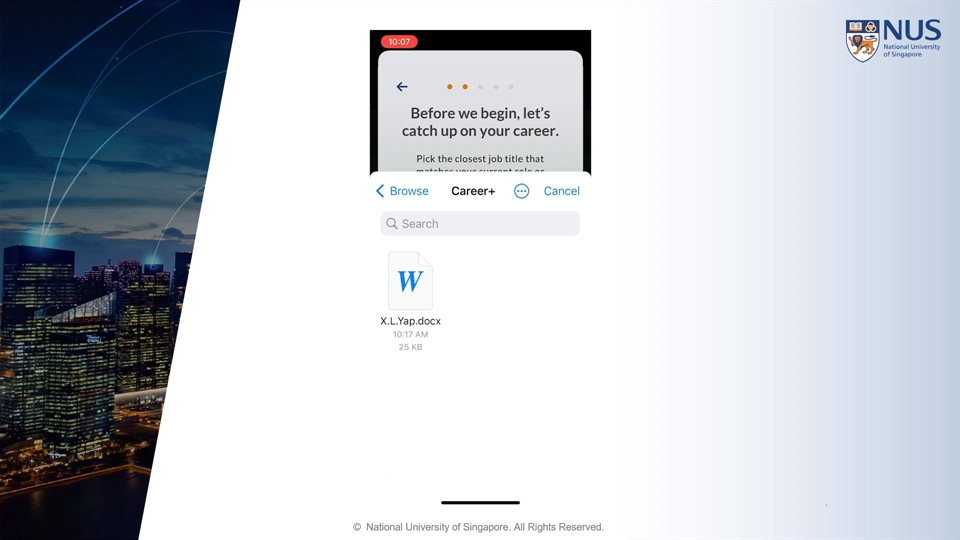 NUS
National University
of Singapore
10:07
Before we begin, let's
catch up on your career.
Pick the closest job title that
matches your current role or
Browse
Career+
Cancel
Search
W
X.L.Yap.docx
10:17 AM
25 KB
© National University of Singapore. All Rights Reserved.